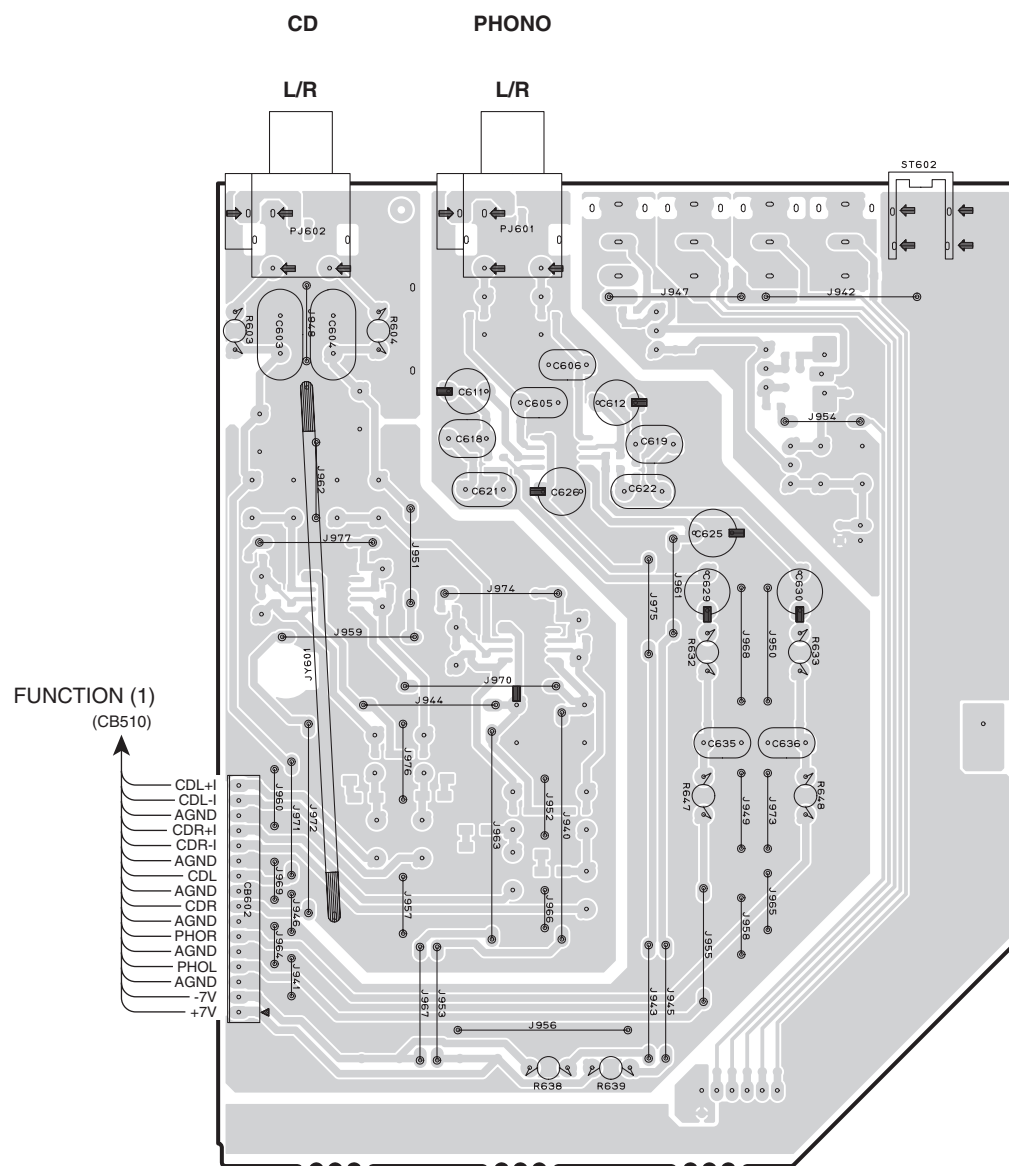 CD PHONO
L/R L/R
ST602
PJ602 PJ601
J947 J942
R603 C603 J948 C604 R604
C606
C611 C605 C612
J954
C618 C619
J962
C621 C626 C622
J951
C625
J977
J961
J974 J975 C629 C630
J959
R632 J968 J950 R633
JY601
J970
FUNCTION (1)
J944
(CB510)
C635 C636
J976
CDL+I
CDL-I
J960 J971 J972 J952 J940 R647 R648
AGND
CDR+I
J963 J949 J973
CDR-I
AGND
CDL
AGND
CB602 J969
CDR
J946 J957 J966 J965
AGND
PHOR
J964 J955 J958
AGND
PHOL
J941
AGND
-7V
J967 J953 J943 J945
+7V
J956
R638 R639